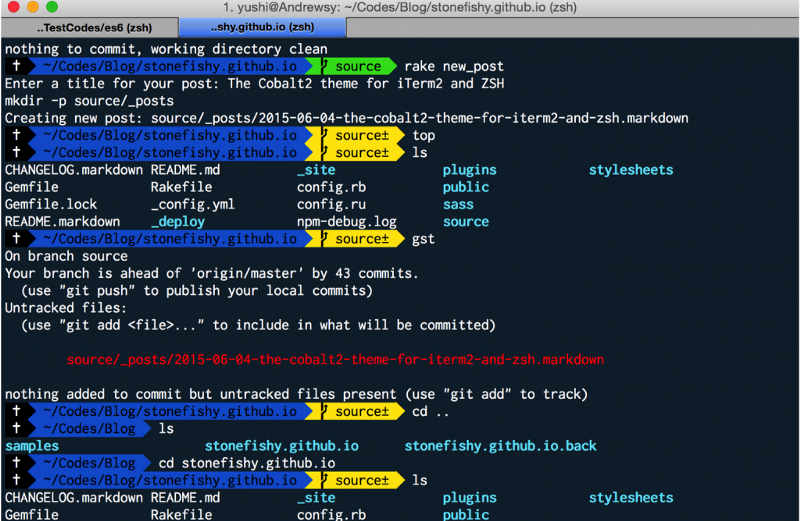 1. yushi@Andrewsy: ~/Codes/Blog/stonefishy.github.io (zsh)
..TestCodes/es6 (zsh) ..shy.github.io (zsh)
nothing to commit, working directory clean
✝ ~/Codes/Blog/stonefishy.github.io source rake new_post
Enter a title for your post: The Cobalt2 theme for iTerm2 and ZSH
mkdir -p source/_posts
Creating new post: source/_posts/2015-06-04-the-cobalt2-theme-for-iterm2-and-zsh.markdown
✝ ~/Codes/Blog/stonefishy.github.io source± top
✝ ~/Codes/Blog/stonefishy.github.io source± ls
CHANGELOG.markdown README.md _site plugins stylesheets
Gemfile Rakefile config.rb public
Gemfile.lock _config.yml config.ru sass
README.markdown _deploy npm-debug.log source
✝ ~/Codes/Blog/stonefishy.github.io source± gst
On branch source
Your branch is ahead of 'origin/master' by 43 commits.
(use "git push" to publish your local commits)
Untracked files:
(use "git add <file>..." to include in what will be committed)
source/_posts/2015-06-04-the-cobalt2-theme-for-iterm2-and-zsh.markdown
nothing added to commit but untracked files present (use "git add" to track)
✝ ~/Codes/Blog/stonefishy.github.io source± cd ..
✝ ~/Codes/Blog ls
samples stonefishy.github.io stonefishy.github.io.back
✝ ~/Codes/Blog cd stonefishy.github.io
✝ ~/Codes/Blog/stonefishy.github.io source± ls
CHANGELOG.markdown README.md _site plugins stylesheets
Gemfile Rakefile config.rb public